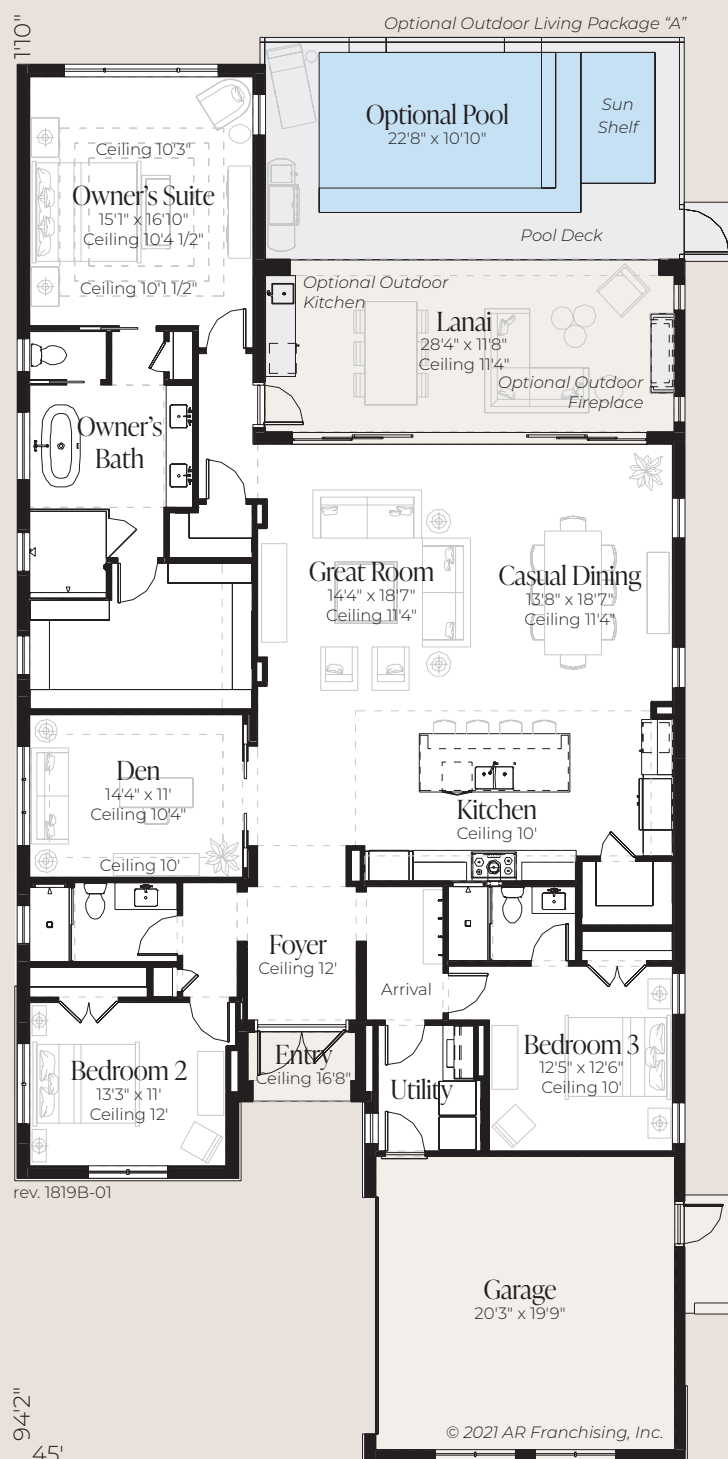 Optional Outdoor Living Package “A”
1'10"
Optional Pool
22'8" x 10'10"
Sun
Shelf
Pool Deck
Ceiling 10'3"
Owner’s Suite
15'1" x 16'10"
Ceiling 10'4 1/2"
Ceiling 10'1 1/2"
Optional Outdoor
Kitchen
Lanai
28'4" x 11'8"
Ceiling 11'4"
Optional Outdoor
Fireplace
Owner’s
Bath
Great Room
14'4" x 18'7"
Ceiling 11'4"
Casual Dining
13'8" x 18'7"
Ceiling 11'4"
Den
14'4" x 11'
Ceiling 10'4"
Ceiling 10'
Kitchen
Ceiling 10'
Foyer
Ceiling 12'
Arrival
Entry
Ceiling 16'8"
Bedroom 2
13'3" x 11'
Ceiling 12'
Utility
Bedroom 3
12'5" x 12'6"
Ceiling 10'
rev. 1819B-01
Garage
20'3" x 19'9"
© 2021 AR Franchising, Inc.
94'2"
45'